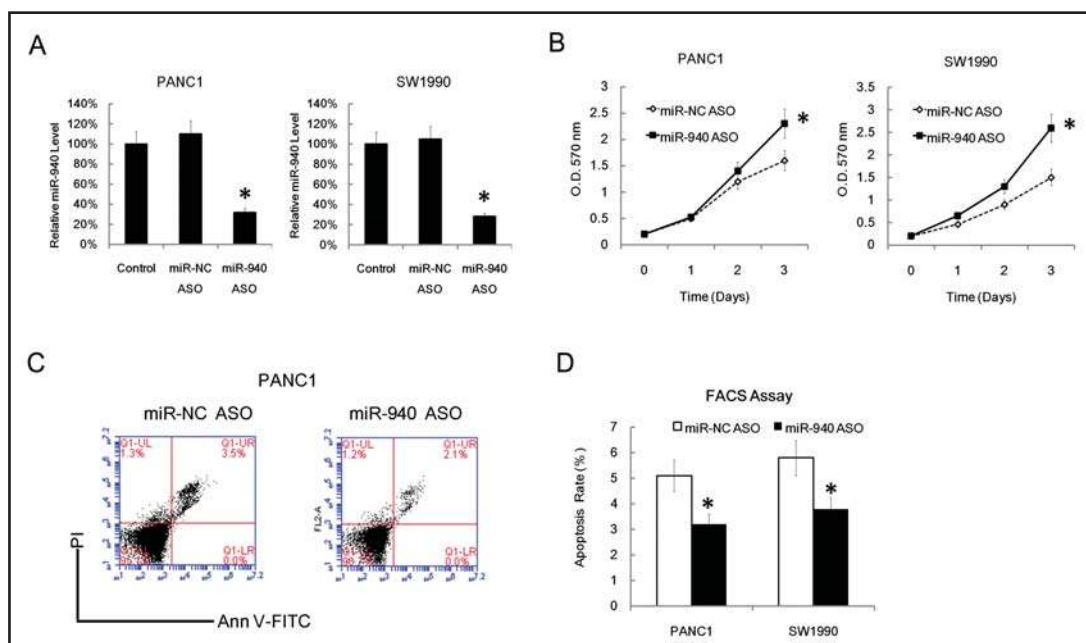 A
PANC1
Relative miR-940 Level
140%
120%
100%
80%
60%
40%
20%
0%
Control
miR-NC ASO
miR-940 ASO
*
SW1990
Relative miR-940 Level
140%
120%
100%
80%
60%
40%
20%
0%
Control
miR-NC ASO
miR-940 ASO
*
B
PANC1
O.D. 570 nm
3
2.5
2
1.5
1
0.5
0
miR-NC ASO
miR-940 ASO
*
0 1 2 3
Time (Days)
SW1990
O.D. 570 nm
3.5
3
2.5
2
1.5
1
0.5
0
miR-NC ASO
miR-940 ASO
*
0 1 2 3
Time (Days)
C
PANC1
miR-NC ASO
Q1-UL
1.3%
Q1-UR
3.5%
Q1-LR
0.0%
miR-940 ASO
Q1-UL
1.2%
Q1-UR
2.1%
Q1-LR
0.0%
FL2-A
PI
Ann V-FITC
D
FACS Assay
miR-NC ASO
miR-940 ASO
Apoptosis Rate (%)
7
6
5
4
3
2
1
0
*
*
PANC1
SW1990